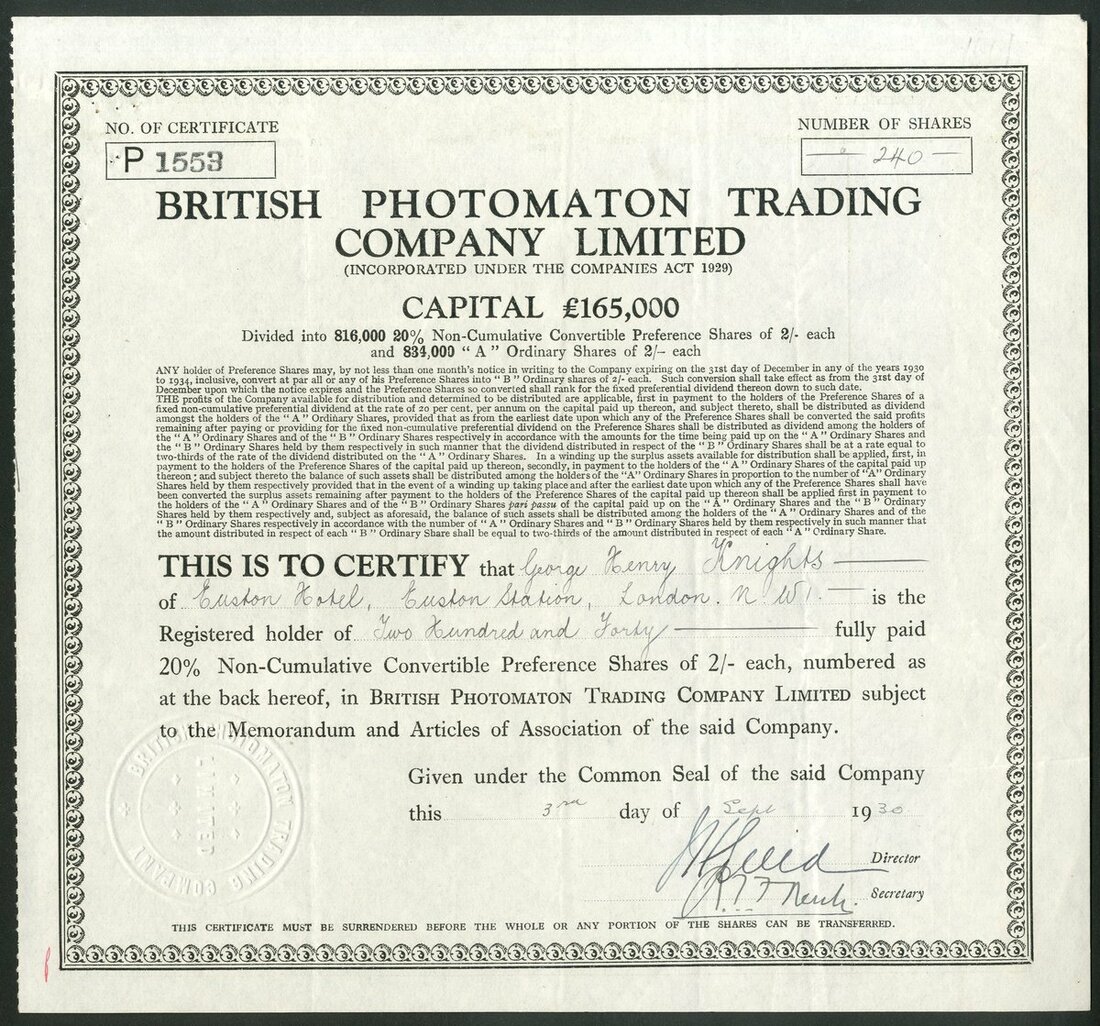 NO. OF CERTIFICATE
P 1553
NUMBER OF SHARES
240
BRITISH PHOTOMATON TRADING
COMPANY LIMITED
(INCORPORATED UNDER THE COMPANIES ACT 1929)
CAPITAL £165,000
Divided into 816,000 20% Non-Cumulative Convertible Preference Shares of 2/- each
and 834,000 "A" Ordinary Shares of 2/- each
ANY holder of Preference Shares may, by not less than one month's notice in writing to the Company expiring on the 31st day of December in any of the years 1930
to 1934, inclusive, convert at par all or any of his Preference Shares into "B" Ordinary shares of 2/- each. Such conversion shall take effect as from the 31st day of
December upon which the notice expires and the Preference Shares so converted shall rank for the fixed preferential dividend thereon down to such date.
THE profits of the Company available for distribution and determined to be distributed are applicable, first in payment to the holders of the Preference Shares of a
fixed non-cumulative preferential dividend at the rate of 20 per cent. per annum on the capital paid up thereon, and subject thereto, shall be distributed as dividend
amongst the holders of the "A" Ordinary Shares, provided that as from the earliest date upon which any of the Preference Shall be converted the said profits
remaining after paying or providing for the fixed non-cumulative preferential dividend on the Preference Shall be distributed as dividend among the holders of
the "A" Ordinary Shares and of the "B" Ordinary Shares respectively in accordance with the amounts for the time being paid up on the "A" Ordinary Shares and
the "B" Ordinary Shares held by them respectively in such manner that the dividend distributed in respect of the "B" Ordinary shall be at a rate equal to
two-thirds of the rate of the dividend distributed on the "A" Ordinary Shares. In a winding up the surplus assets available for distribution shall be applied, first, in
payment to the holders of the Preference Shares of the capital paid up thereon, secondly, in payment to the holders of the "A" Ordinary Shares of the capital paid up
thereon; and subject thereto the balance of such assets shall be distributed among the holders of the "A" Ordinary Shares in proportion to the number of "A" Ordinary
Shares held by them respectively provided that in the event of a winding up taking place and after the earliest date upon which any of the Preference Shall have
been converted the surplus assets remaining after payment to the holders of the Preference Shares of the capital paid up thereon shall be applied first in payment to
the holders of the "A" Ordinary Shares and of the "B" Ordinary Shares pari passu of the capital paid up on the "A" Ordinary Shares and the "B" Ordinary
Shares held by them respectively and, subject as aforesaid, the balance of such assets shall be distributed among the holders of the "A" Ordinary Shares and of the
"B" Ordinary Shares respectively in accordance with the number of "A" Ordinary Shares and "B" Ordinary Shares held by them respectively in such manner that
the amount distributed in respect of each "B" Ordinary Share shall be equal to two-thirds of the amount distributed in respect of each "A" Ordinary Share.
THIS IS TO CERTIFY that George Henry Knights
of Euston Hotel, Euston Station, London. N.W1. is the
Registered holder of Two Hundred and Forty fully paid
20% Non-Cumulative Convertible Preference Shares of 2/- each, numbered as
at the back hereof, in BRITISH PHOTOMATON TRADING COMPANY LIMITED subject
to the Memorandum and Articles of Association of the said Company.
BRITISH PHOTOMATON TRADING COMPANY
LIMITED
Given under the Common Seal of the said Company
this 3rd day of Sept 1930
Director
Secretary
THIS CERTIFICATE MUST BE SURRENDERED BEFORE THE WHOLE OR ANY PORTION OF THE SHARES CAN BE TRANSFERRED.